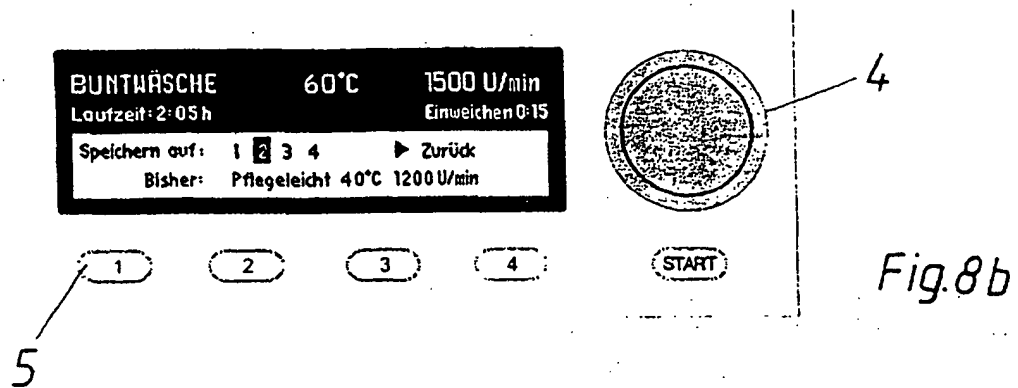 BUNTWÄSCHE 60°C 1500 U/min
Laufzeit: 2:05h Einweichen 0:15
Speichern auf: 1 2 3 4 ▶ Zurück
Bisher: Pflegeleicht 40°C 1200 U/min
4
1 2 3 4 START
Fig.8b
5